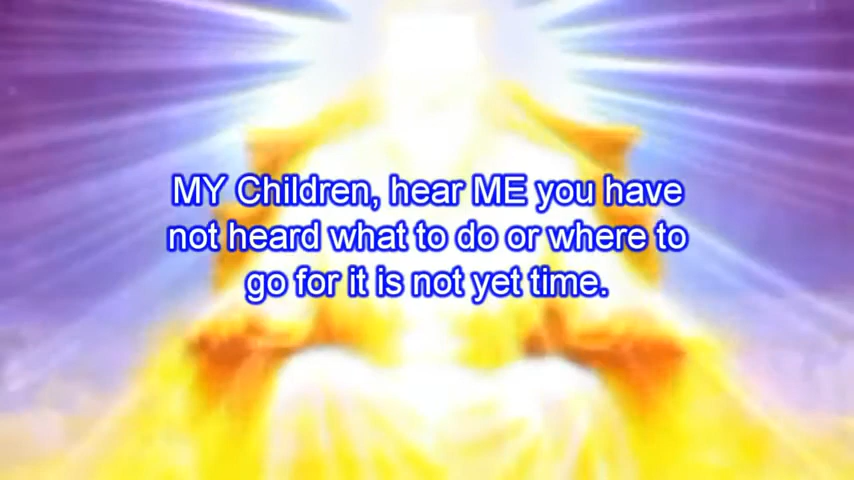 MY Children, hear ME you have
not heard what to do or where to
go for it is not yet time.